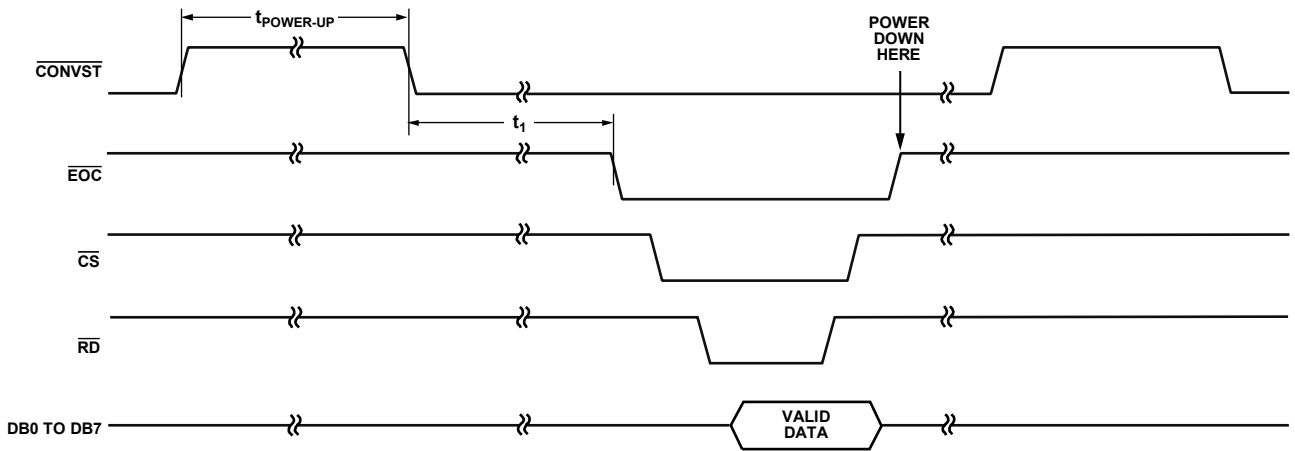 tPOWER-UP
POWER
DOWN
HERE
CONVST
t1
EOC
CS
RD
DB0 TO DB7
VALID
DATA